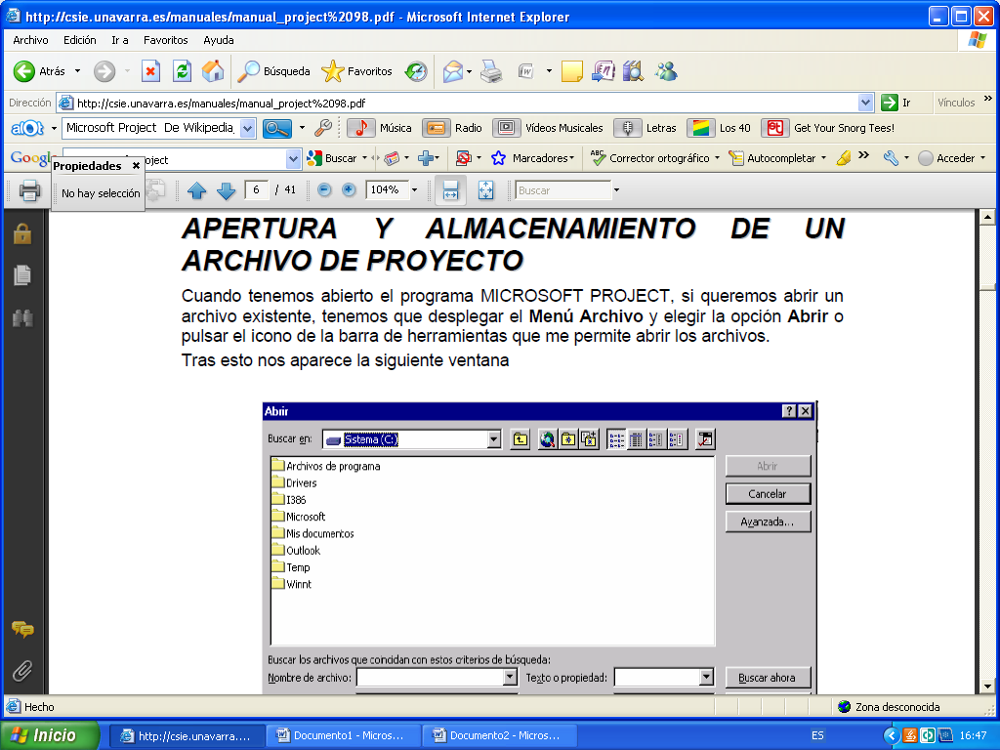 http://csie.unavarra.es/manuales/manual_project%2098.pdf - Microsoft Internet Explorer
Archivo Edición Ir a Favoritos Ayuda
Atrás Búsqueda Favoritos
Dirección http://csie.unavarra.es/manuales/manual_project%2098.pdf Ir Vínculos »
Microsoft Project De Wikipedia, Música Radio Vídeos Musicales Letras Los 40 Get Your Snorg Tees!
Buscar Marcadores ABC Corrector ortográfico Autocompletar » Acceder
Propiedades x
No hay selección
6 / 41 104% Buscar
APERTURA Y ALMACENAMIENTO DE UN
ARCHIVO DE PROYECTO
Cuando tenemos abierto el programa MICROSOFT PROJECT, si queremos abrir un
archivo existente, tenemos que desplegar el Menú Archivo y elegir la opción Abrir o
pulsar el icono de la barra de herramientas que me permite abrir los archivos.
Tras esto nos aparece la siguiente ventana
Abrir
Buscar en: Sistema (C:)
Archivos de programa
Drivers
I386
Microsoft
Mis documentos
Outlook
Temp
Winnt
Abrir
Cancelar
Avanzada...
Buscar los archivos que coincidan con estos criterios de búsqueda:
Nombre de archivo: Texto o propiedad: Buscar ahora
Hecho Zona desconocida
Inicio http://csie.unavarra.... Documento1 - Micros... Documento2 - Micros... ES 16:47